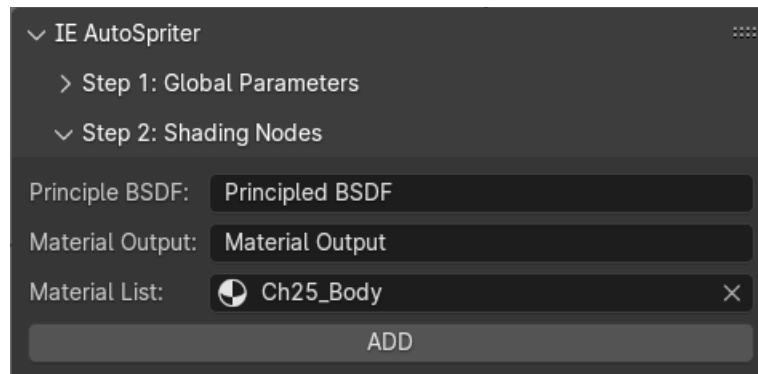 IE AutoSpriter
Step 1: Global Parameters
Step 2: Shading Nodes
Principle BSDF: Principled BSDF
Material Output: Material Output
Material List: Ch25_Body
ADD